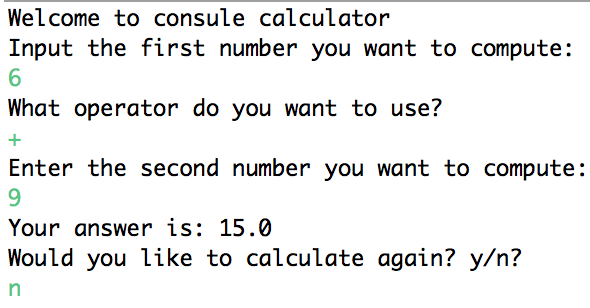 Welcome to consule calculator
Input the first number you want to compute:
6
What operator do you want to use?
+
Enter the second number you want to compute:
9
Your answer is: 15.0
Would you like to calculate again? y/n?
n